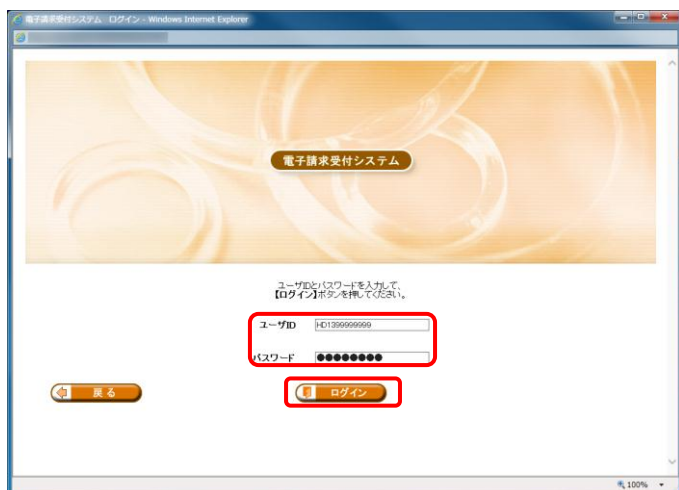 電子請求受付システム ログイン - Windows Internet Explorer
電子請求受付システム
ユーザIDとパスワードを入力して、
【ログイン】ボタンを押してください。
ユーザID HD1399999999
パスワード ●●●●●●●●
戻る ログイン
100%